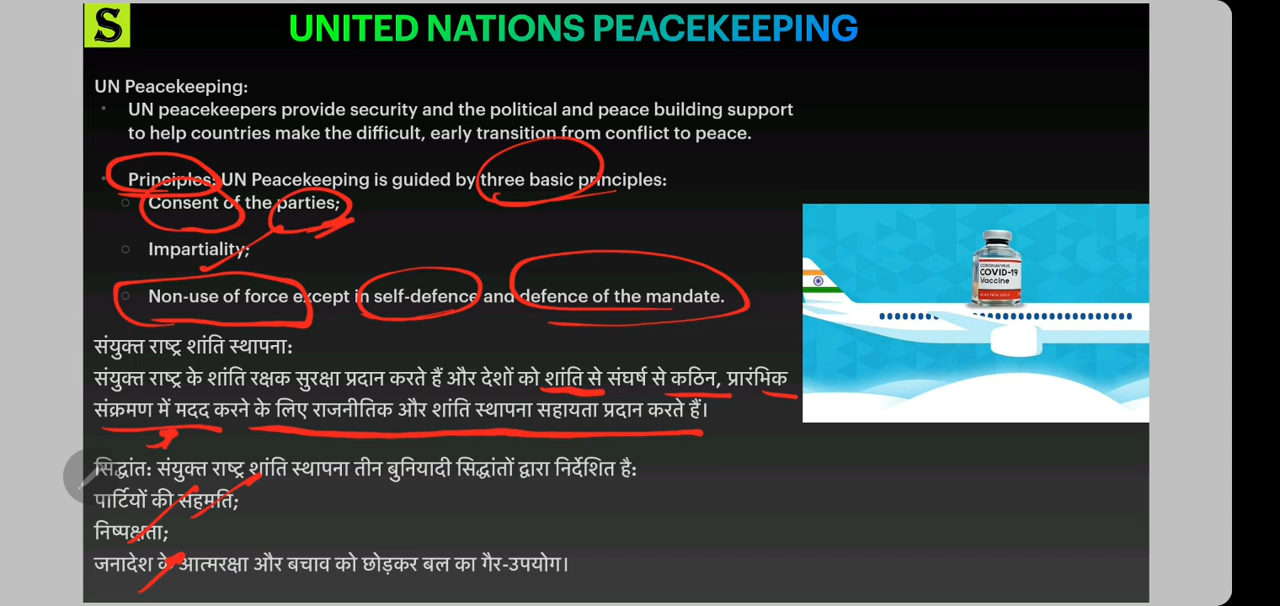 S
UNITED NATIONS PEACEKEEPING
UN Peacekeeping:
UN peacekeepers provide security and the political and peace building support
to help countries make the difficult, early transition from conflict to peace.
Principles: UN Peacekeeping is guided by three basic principles:
Consent of the parties;
Impartiality;
Non-use of force except in self-defence and defence of the mandate.
CORONAVIRUS
COVID-19
Vaccine
संयुक्त राष्ट्र शांति स्थापना:
संयुक्त राष्ट्र के शांति रक्षक सुरक्षा प्रदान करते हैं और देशों को शांति से संघर्ष से कठिन, प्रारंभिक
संक्रमण में मदद करने के लिए राजनीतिक और शांति स्थापना सहायता प्रदान करते हैं।
सिद्धांत: संयुक्त राष्ट्र शांति स्थापना तीन बुनियादी सिद्धांतों द्वारा निर्देशित है:
पार्टियों की सहमति;
निष्पक्षता;
जनादेश के आत्मरक्षा और बचाव को छोड़कर बल का गैर-उपयोग।